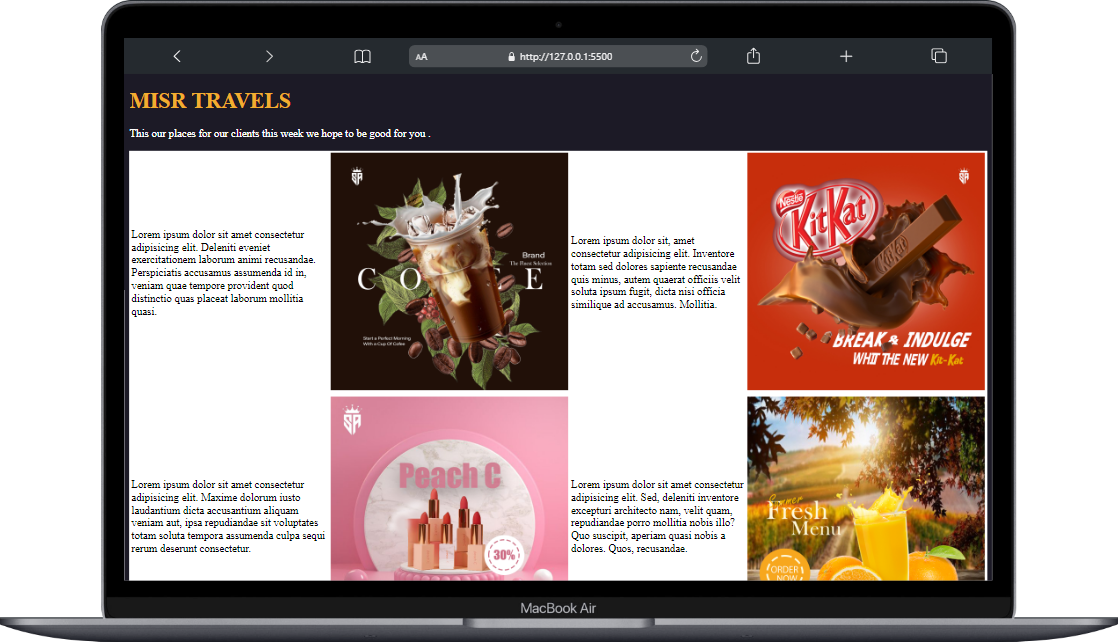 AA
http://127.0.0.1:5500
MISR TRAVELS
This our places for our clients this week we hope to be good for you .
Lorem ipsum dolor sit amet consectetur
adipisicing elit. Deleniti eveniet
exercitationem laborum animi recusandae.
Perspiciatis accusamus assumenda id in,
veniam quae tempore provident quod
distinctio quas placeat laborum mollitia
quasi.
SA
Brand
The Finest Selection
COFFEE
Start a Perfect Morning
With a Cup Of Cofee
Lorem ipsum dolor sit, amet
consectetur adipisicing elit. Inventore
totam sed dolores sapiente recusandae
quis minus, autem quaerat officiis velit
soluta ipsum fugit, dicta nisi officia
similique ad accusamus. Mollitia.
SA
Nestle
KitKat
KitKat
BREAK & INDULGE
WHIT THE NEW Kit-Kat
Lorem ipsum dolor sit amet consectetur
adipisicing elit. Maxime dolorum iusto
laudantium dicta accusantium aliquam
veniam aut, ipsa repudiandae sit voluptates
totam soluta tempora assumenda culpa sequi
rerum deserunt consectetur.
SA
Peach C
30%
Lorem ipsum dolor sit amet consectetur
adipisicing elit. Sed, deleniti inventore
excepturi architecto nam, velit quam,
repudiandae porro mollitia nobis illo?
Quo suscipit, aperiam quasi nobis a
dolores. Quos, recusandae.
Summer
Fresh
Menu
ORDER
NOW
MacBook Air